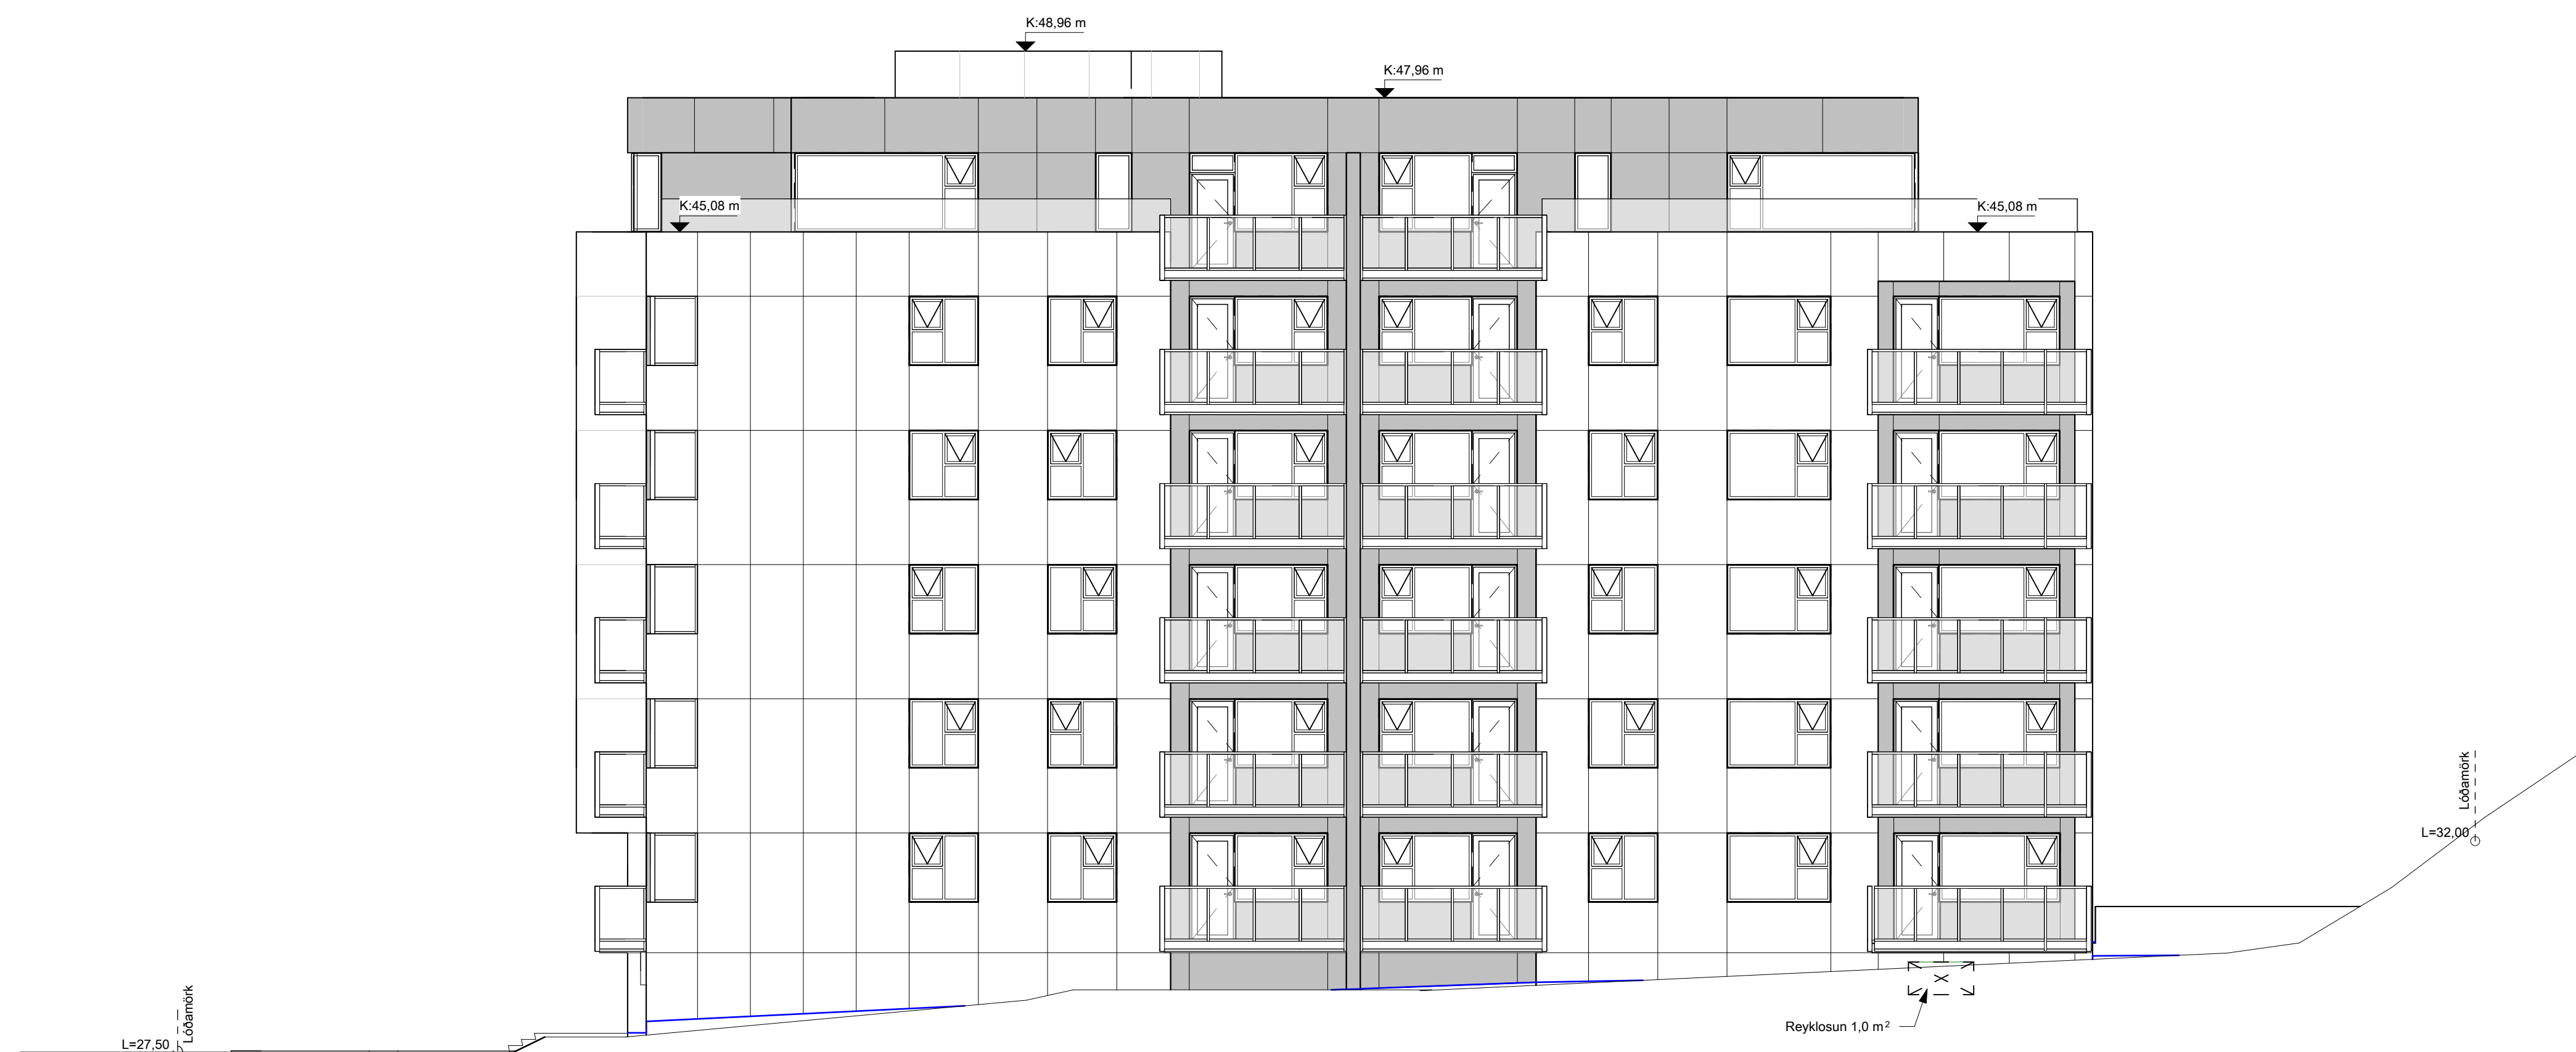 K:48,96 m
K:47,96 m
K:45,08 m
K:45,08 m
Lóðamörk
L=32,00
Lóðamörk
Reyklosun 1,0 m²
L=27,50